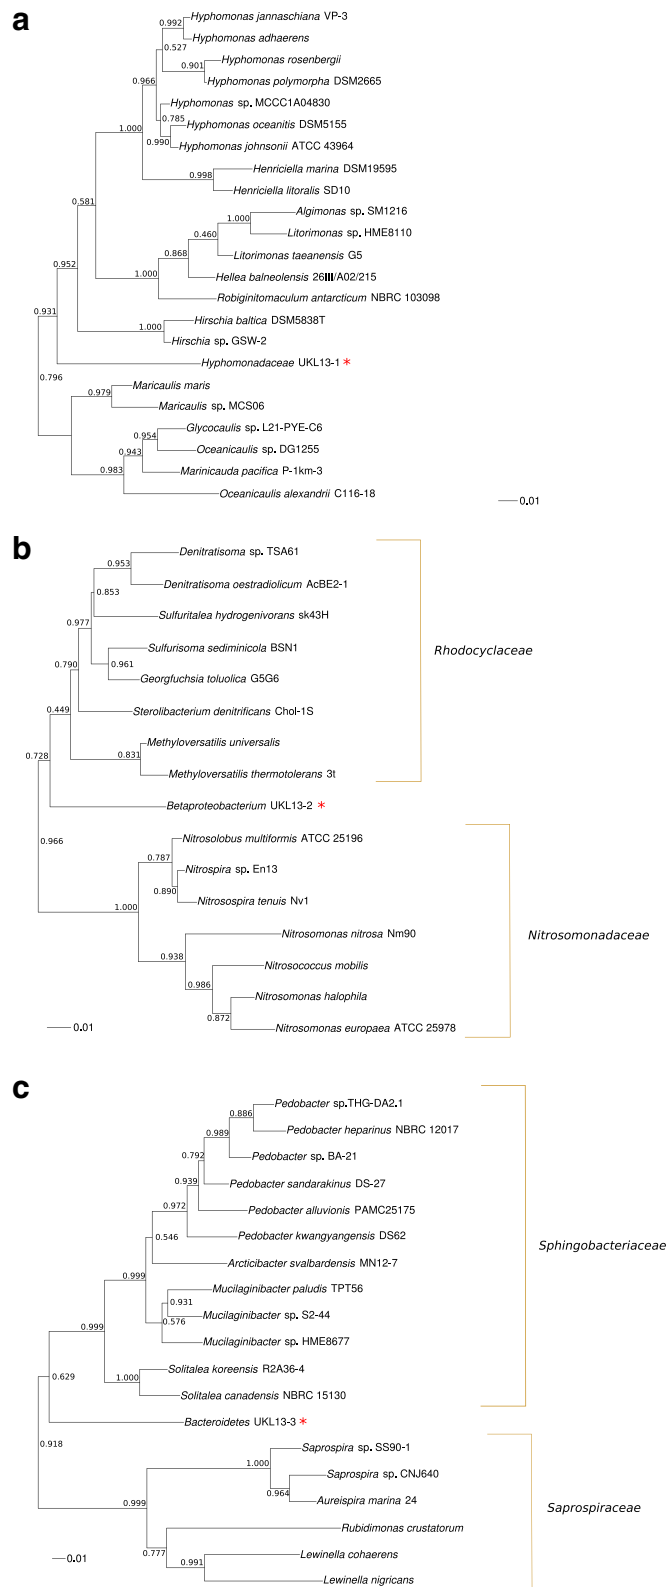 a
Hyphomonas jannaschiana VP-3
0.992
Hyphomonas adhaerens
0.527
Hyphomonas rosenbergii
0.901
0.966
Hyphomonas polymorpha DSM2665
Hyphomonas sp. MCCC1A04830
0.785
1.000
Hyphomonas oceanitis DSM5155
0.990
Hyphomonas johnsonii ATCC 43964
Henriciella marina DSM19595
0.998
Henriciella litoralis SD10
0.581
Algimonas sp. SM1216
1.000
Litorimonas sp. HME8110
0.460
Litorimonas taeanensis G5
0.868
0.952
Hellea balneolensis 26III/A02/215
1.000
Robiginitomaculum antarcticum NBRC 103098
0.931
Hirschia baltica DSM5838T
1.000
Hirschia sp. GSW-2
Hyphomonadaceae UKL13-1 *
0.796
Maricaulis maris
0.979
Maricaulis sp. MCS06
Glycocaulis sp. L21-PYE-C6
0.954
Oceanicaulis sp. DG1255
0.943
Marinicauda pacifica P-1km-3
0.983
Oceanicaulis alexandrii C116-18
0.01
b
Denitratisoma sp. TSA61
0.953
Denitratisoma oestradiolicum AcBE2-1
0.853
Sulfuritalea hydrogenivorans sk43H
0.977
Sulfurisoma sediminicola BSN1
Rhodocyclaceae
0.790
0.961
Georgfuchsia toluolica G5G6
0.449
Sterolibacterium denitrificans Chol-1S
Methyloversatilis universalis
0.728
0.831
Methyloversatilis thermotolerans 3t
Betaproteobacterium UKL13-2 *
0.966
Nitrosolobus multiformis ATCC 25196
0.787
Nitrospira sp. En13
0.890
Nitrosospira tenuis Nv1
1.000
Nitrosomonas nitrosa Nm90
Nitrosomonadaceae
0.938
Nitrosococcus mobilis
0.986
Nitrosomonas halophila
0.872
Nitrosomonas europaea ATCC 25978
0.01
c
Pedobacter sp.THG-DA2.1
0.886
Pedobacter heparinus NBRC 12017
0.989
Pedobacter sp. BA-21
0.792
Pedobacter sandarakinus DS-27
0.939
Pedobacter alluvionis PAMC25175
0.972
Pedobacter kwangyangensis DS62
0.546
Sphingobacteriaceae
Arcticibacter svalbardensis MN12-7
0.999
Mucilaginibacter paludis TPT56
0.931
Mucilaginibacter sp. S2-44
0.576
0.999
Mucilaginibacter sp. HME8677
Solitalea koreensis R2A36-4
0.629
1.000
Solitalea canadensis NBRC 15130
Bacteroidetes UKL13-3 *
0.918
Saprospira sp. SS90-1
1.000
Saprospira sp. CNJ640
0.964
Aureispira marina 24
0.999
Saprospiraceae
Rubidimonas crustatorum
0.777
Lewinella cohaerens
0.01
0.991
Lewinella nigricans